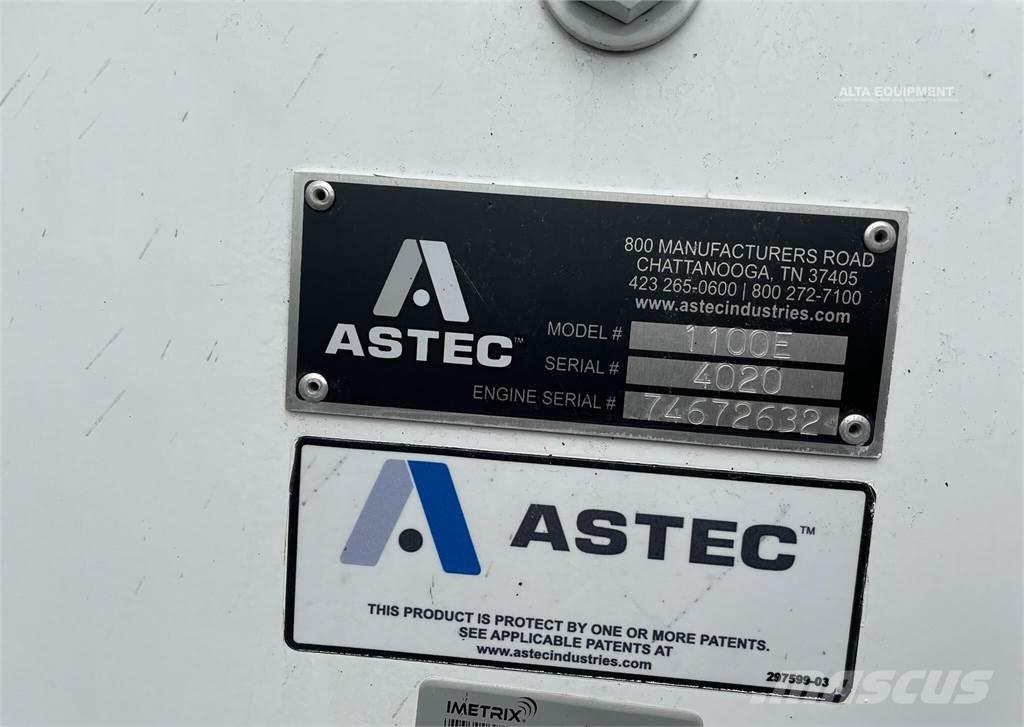 ALTA EQUIPMENT
800 MANUFACTURERS ROAD
CHATTANOOGA, TN 37405
423 265-0600 | 800 272-7100
www.astecindustries.com
ASTEC™
MODEL # 1100E
SERIAL # 4020
ENGINE SERIAL # 74672632
ASTEC™
THIS PRODUCT IS PROTECT BY ONE OR MORE PATENTS.
SEE APPLICABLE PATENTS AT
www.astecindustries.com
297599-03
IMETRIX
MASCUS